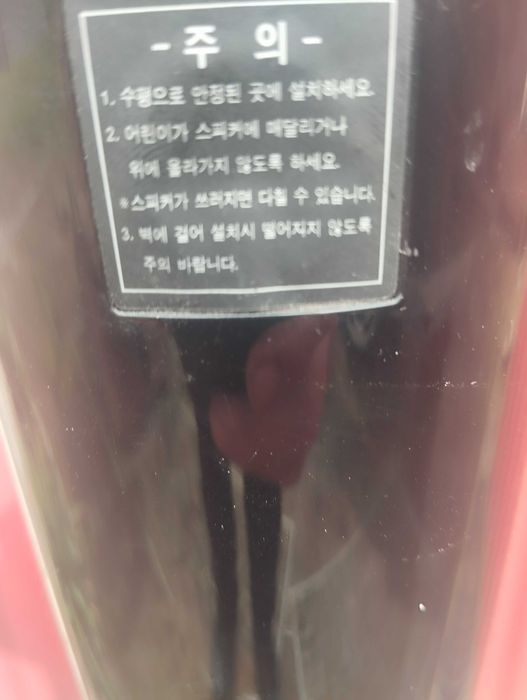 - 주 의 -
1. 수평으로 안정된 곳에 설치하세요.
2. 어린이가 스피커에 매달리거나
위에 올라가지 않도록 하세요.
※스피커가 쓰러지면 다칠 수 있습니다.
3. 벽에 걸어 설치시 떨어지지 않도록
주의 바랍니다.